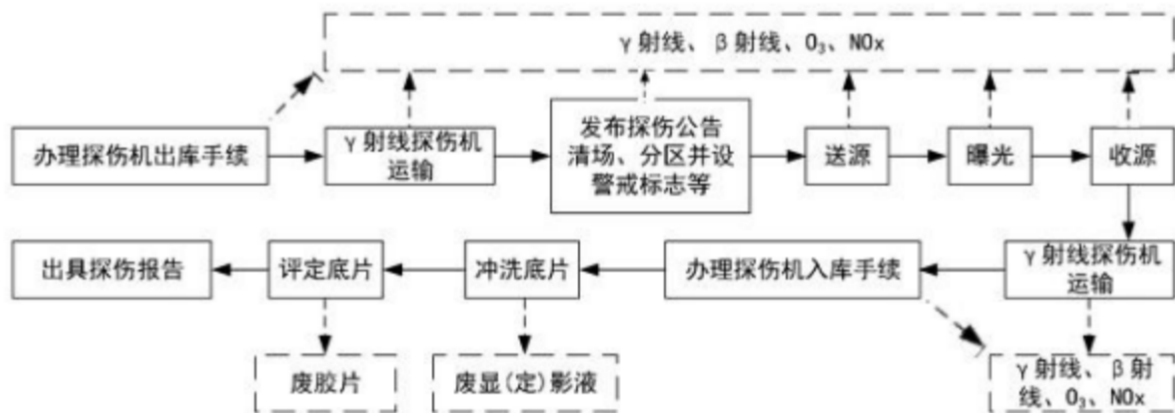 γ射线、β射线、O₃、NOx
办理探伤机出库手续
γ射线探伤机
运输
发布探伤公告
清场、分区并设
警戒标志等
送源
曝光
收源
出具探伤报告
评定底片
冲洗底片
办理探伤机入库手续
γ射线探伤机
运输
废胶片
废显(定)影液
γ射线、β射
线、O₃、NOx